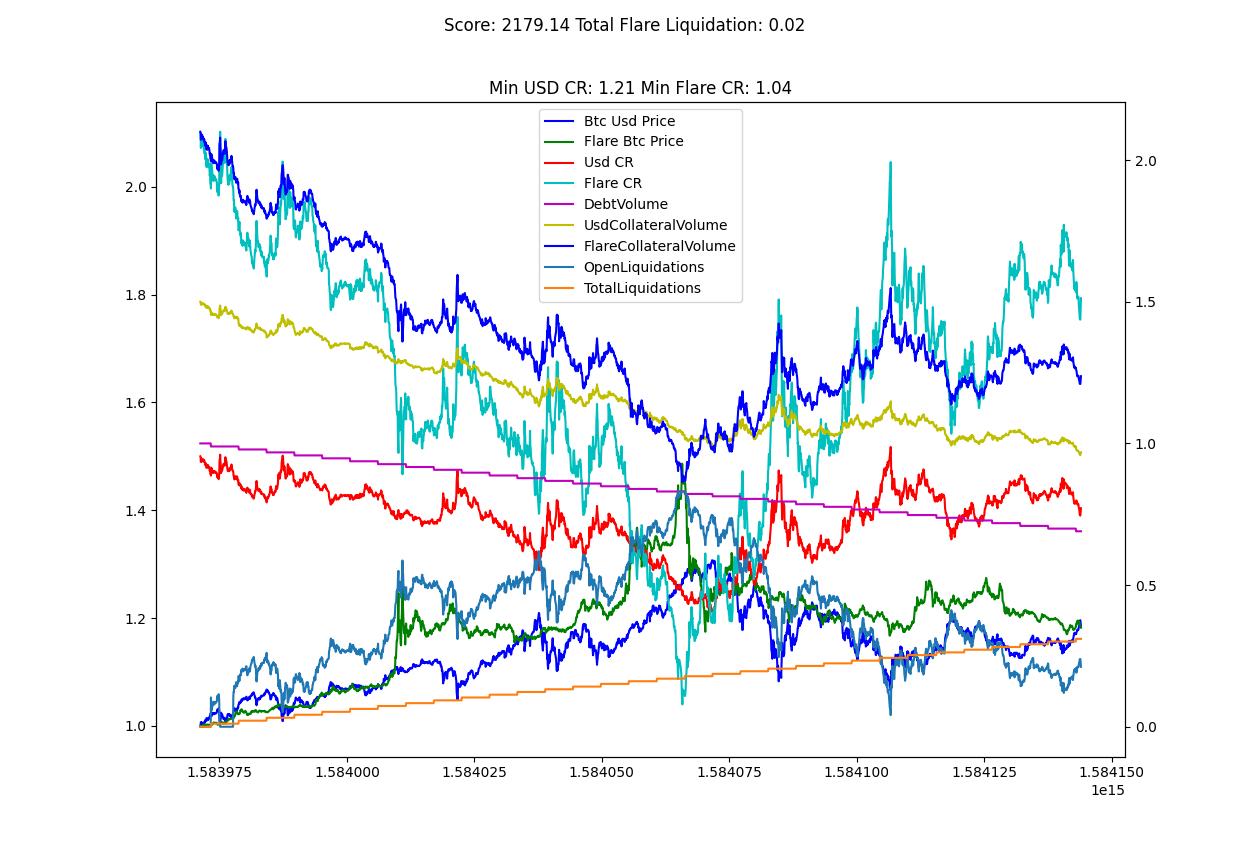 Score: 2179.14 Total Flare Liquidation: 0.02
Min USD CR: 1.21 Min Flare CR: 1.04
Btc Usd Price
Flare Btc Price
Usd CR
Flare CR
DebtVolume
UsdCollateralVolume
FlareCollateralVolume
OpenLiquidations
TotalLiquidations
2.0
1.8
1.6
1.4
1.2
1.0
2.0
1.5
1.0
0.5
0.0
1.583975 1.584000 1.584025 1.584050 1.584075 1.584100 1.584125 1.584150
1e15